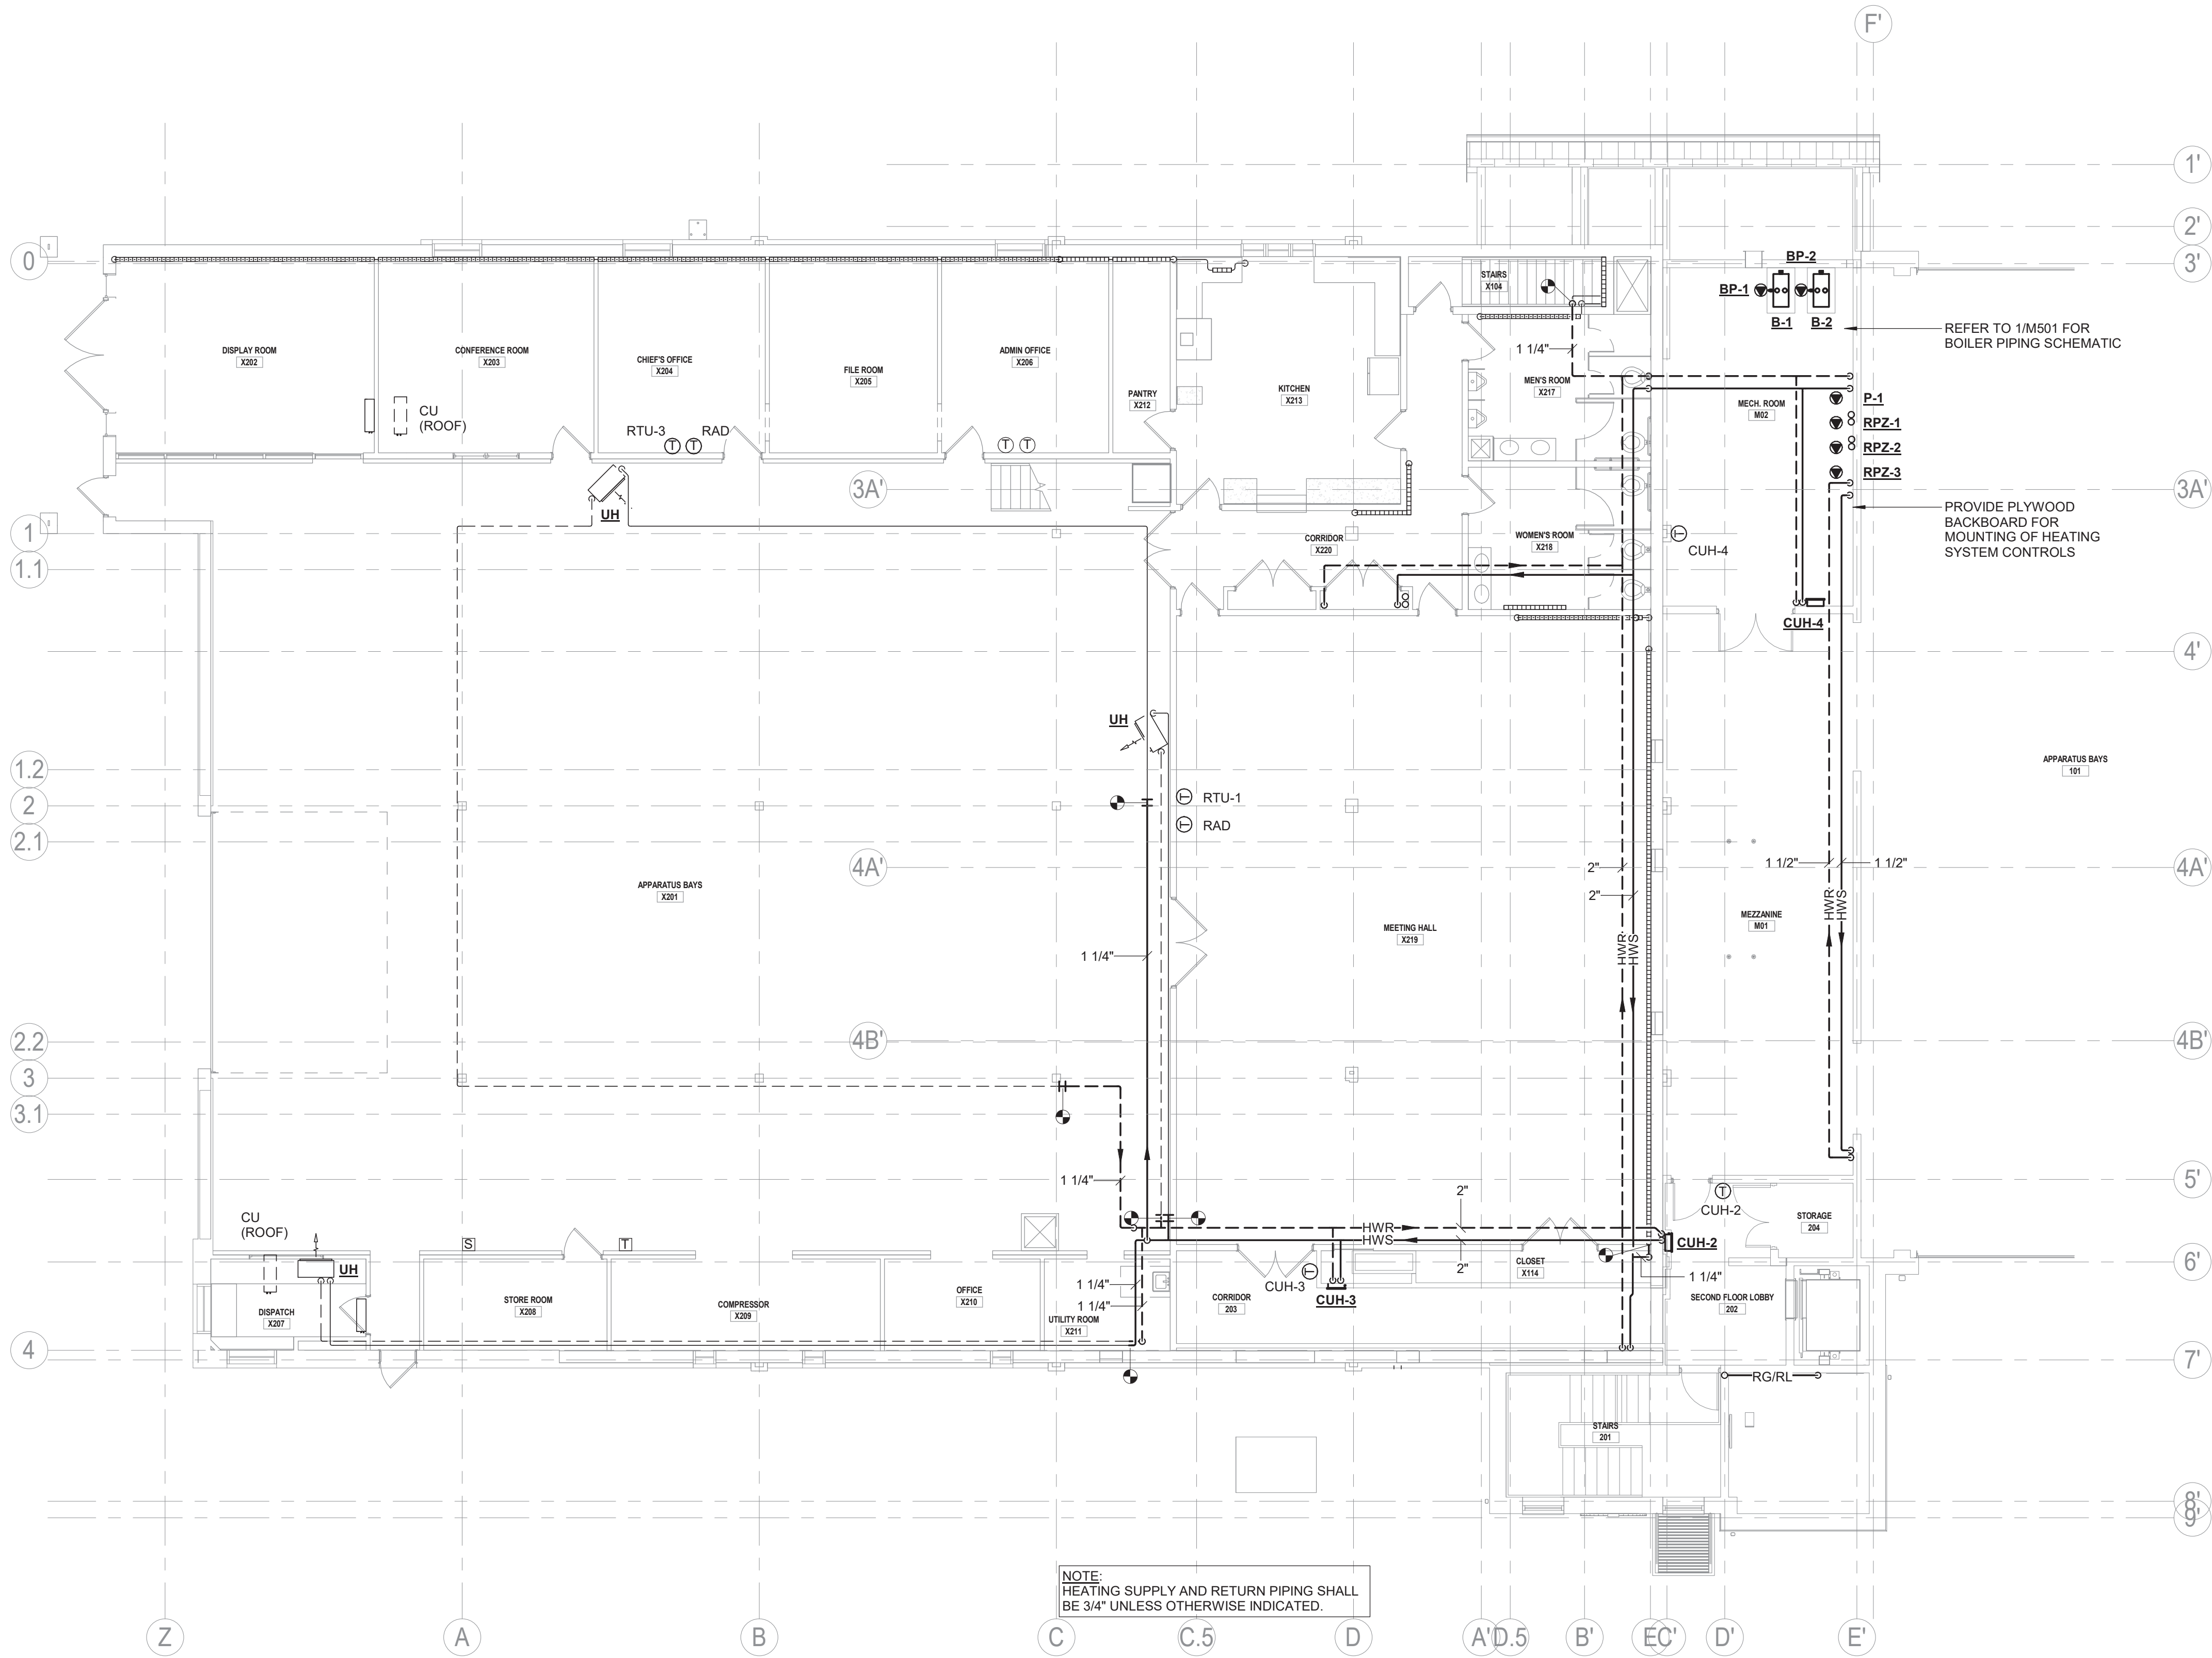 F'
1'
2'
3'
0
STAIRS
X104
BP-2
BP-1
B-1
B-2
REFER TO 1/M501 FOR
BOILER PIPING SCHEMATIC
DISPLAY ROOM
X202
CONFERENCE ROOM
X203
CHIEF'S OFFICE
X204
FILE ROOM
X205
ADMIN OFFICE
X206
PANTRY
X212
KITCHEN
X213
1 1/4"
MEN'S ROOM
X217
MECH. ROOM
M02
P-1
RPZ-1
RPZ-2
RPZ-3
CU
(ROOF)
RTU-3
RAD
T
T
T
T
3A'
3A'
UH
PROVIDE PLYWOOD
BACKBOARD FOR
MOUNTING OF HEATING
SYSTEM CONTROLS
1
1.1
CORRIDOR
X220
WOMEN'S ROOM
X218
T
CUH-4
CUH-4
4'
UH
1.2
2
2.1
T
RTU-1
T
RAD
APPARATUS BAYS
101
4A'
4A'
2"
2"
1 1/2"
1 1/2"
APPARATUS BAYS
X201
MEETING HALL
X219
MEZZANINE
M01
HWR
HWS
HWR
HWS
1 1/4"
2.2
3
3.1
4B'
4B'
1 1/4"
5'
2"
T
CUH-2
STORAGE
204
CU
(ROOF)
S
T
HWR
HWS
2"
CUH-2
6'
UH
DISPATCH
X207
STORE ROOM
X208
COMPRESSOR
X209
OFFICE
X210
UTILITY ROOM
X211
1 1/4"
1 1/4"
CORRIDOR
203
T
CUH-3
CUH-3
CLOSET
X114
1 1/4"
SECOND FLOOR LOBBY
202
4
7'
RG/RL
STAIRS
201
8'
9'
NOTE:
HEATING SUPPLY AND RETURN PIPING SHALL
BE 3/4" UNLESS OTHERWISE INDICATED.
Z
A
B
C
C.5
D
A'
D.5
B'
E
C'
D'
E'